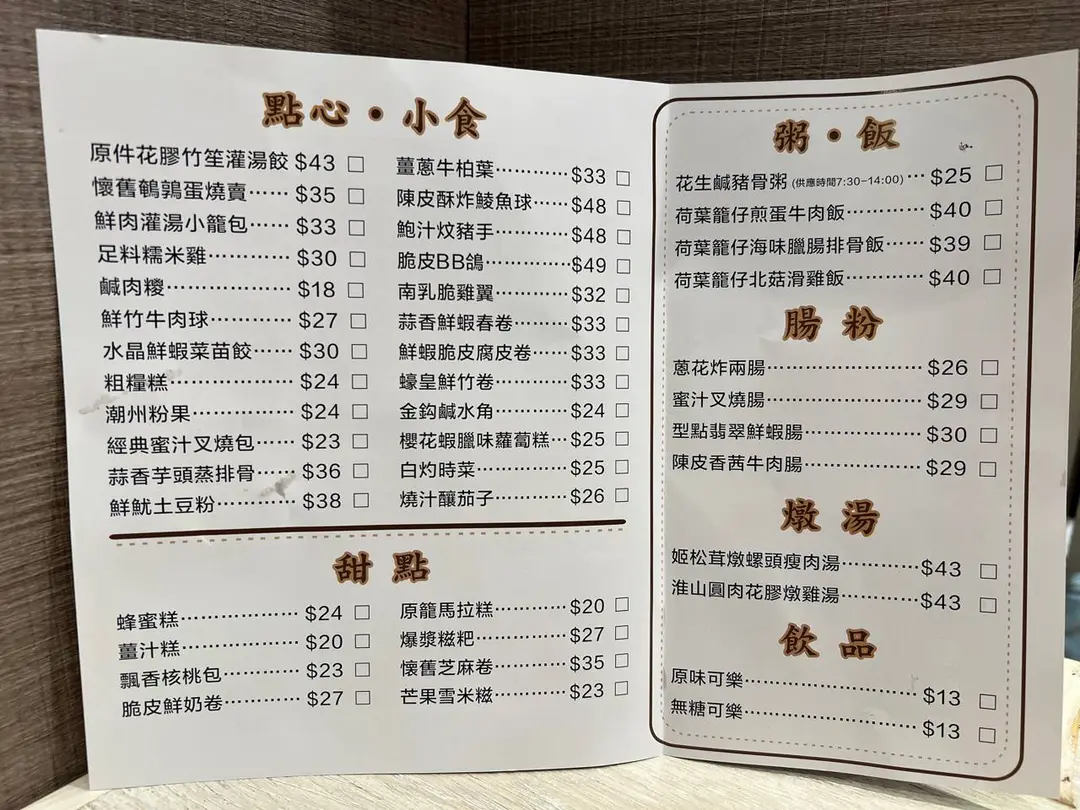 點心・小食
原件花膠竹笙灌湯餃 $43
懷舊鵪鶉蛋燒賣…… $35
鮮肉灌湯小籠包…… $33
足料糯米雞………… $30
鹹肉糉……………… $18
鮮竹牛肉球………… $27
水晶鮮蝦菜苗餃…… $30
粗糧糕……………… $24
潮州粉果…………… $24
經典蜜汁叉燒包…… $23
蒜香芋頭蒸排骨…… $36
鮮魷土豆粉………… $38
薑蔥牛柏葉………… $33
陳皮酥炸鯪魚球…… $48
鮑汁炆豬手………… $48
脆皮BB鴿………… $49
南乳脆雞翼………… $32
蒜香鮮蝦春卷……… $33
鮮蝦脆皮腐皮卷…… $33
蠔皇鮮竹卷………… $33
金鈎鹹水角………… $24
櫻花蝦臘味蘿蔔糕… $25
白灼時菜…………… $25
燒汁釀茄子………… $26
甜點
蜂蜜糕……………… $24
薑汁糕……………… $20
飄香核桃包………… $23
脆皮鮮奶卷………… $27
原籠馬拉糕………… $20
爆漿糍粑…………… $27
懷舊芝麻卷………… $35
芒果雪米糍………… $23
粥・飯
花生鹹豬骨粥 (供應時間7:30-14:00) … $25
荷葉籠仔煎蛋牛肉飯………… $40
荷葉籠仔海味臘腸排骨飯…… $39
荷葉籠仔北菇滑雞飯………… $40
腸粉
蔥花炸兩腸…………………… $26
蜜汁叉燒腸…………………… $29
型點翡翠鮮蝦腸……………… $30
陳皮香茜牛肉腸……………… $29
燉湯
姬松茸燉螺頭瘦肉湯………… $43
淮山圓肉花膠燉雞湯………… $43
飲品
原味可樂……………………… $13
無糖可樂……………………… $13